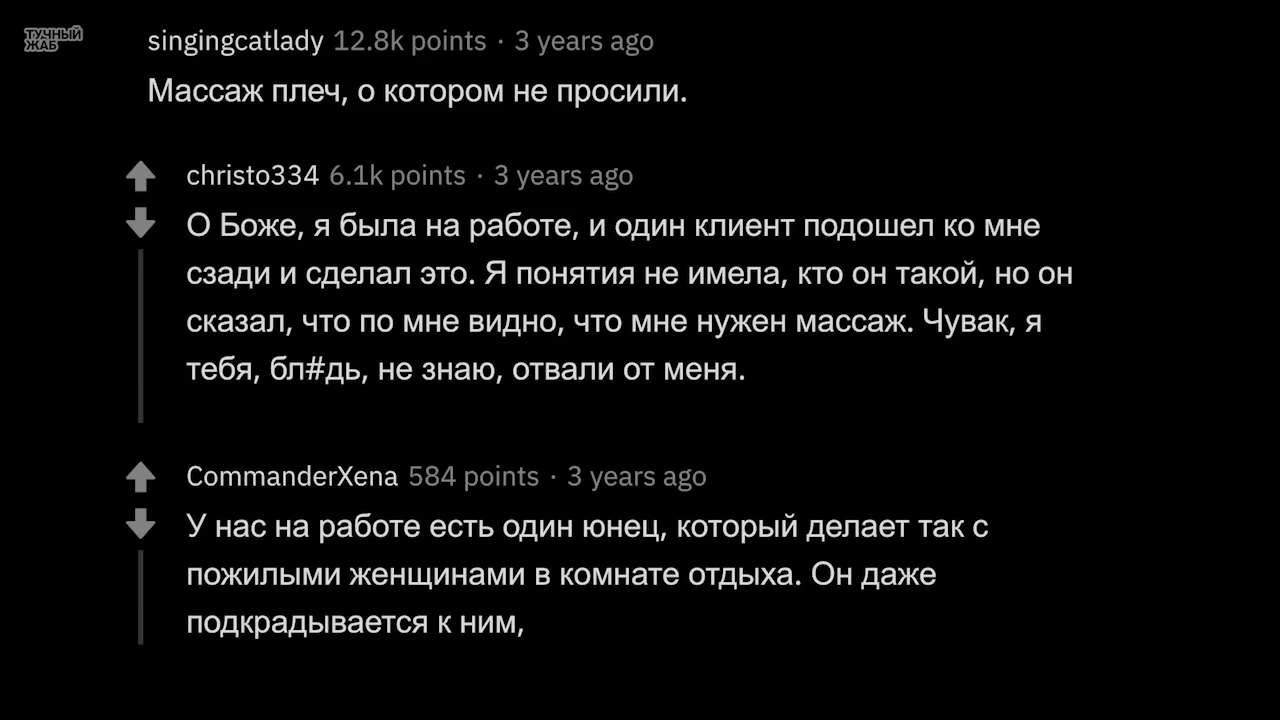 ТУЧНЫЙ
ЖАБ
singingcatlady 12.8k points · 3 years ago
Массаж плеч, о котором не просили.
christo334 6.1k points · 3 years ago
О Боже, я была на работе, и один клиент подошел ко мне
сзади и сделал это. Я понятия не имела, кто он такой, но он
сказал, что по мне видно, что мне нужен массаж. Чувак, я
тебя, бл#дь, не знаю, отвали от меня.
CommanderXena 584 points · 3 years ago
У нас на работе есть один юнец, который делает так с
пожилыми женщинами в комнате отдыха. Он даже
подкрадывается к ним,